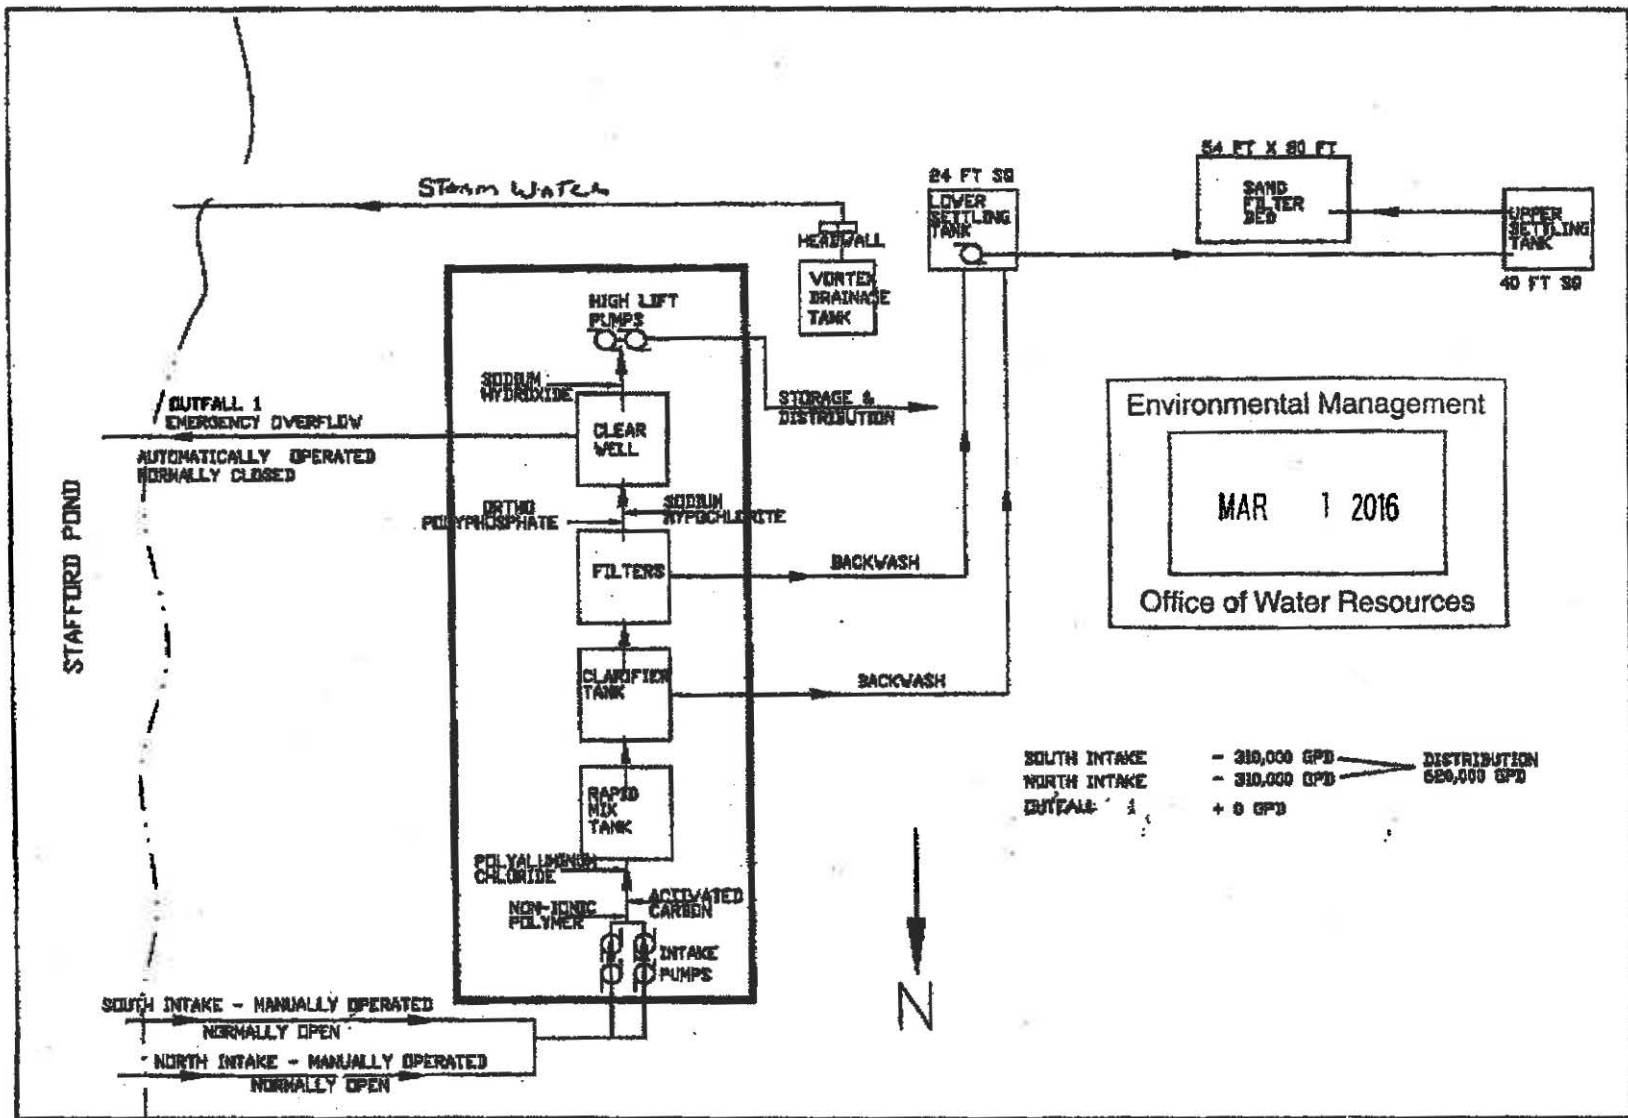 Storm Water
54 FT X 80 FT
24 FT SQ
LOWER
SETTLING
TANK
SAND
FILTER
BED
UPPER
SETTLING
TANK
40 FT SQ
HEADWALL
VORTEX
DRAINAGE
TANK
HIGH LIFT
PUMPS
SODIUM
HYDROXIDE
STORAGE &
DISTRIBUTION
OUTFALL 1
EMERGENCY OVERFLOW
AUTOMATICALLY OPERATED
NORMALLY CLOSED
CLEAR
WELL
STAFFORD POND
ORTHO
POLYPHOSPHATE
SODIUM
HYPOCHLORITE
FILTERS
BACKWASH
CLARIFIER
TANK
BACKWASH
Environmental Management
MAR 1 2016
Office of Water Resources
RAPID
MIX
TANK
SOUTH INTAKE - 310,000 GPD
NORTH INTAKE - 310,000 GPD
OUTFALL 1 + 0 GPD
DISTRIBUTION
620,000 GPD
POLYALUMINUM
CHLORIDE
ACTIVATED
CARBON
NON-IONIC
POLYMER
INTAKE
PUMPS
SOUTH INTAKE - MANUALLY OPERATED
NORMALLY OPEN
NORTH INTAKE - MANUALLY OPERATED
NORMALLY OPEN
N